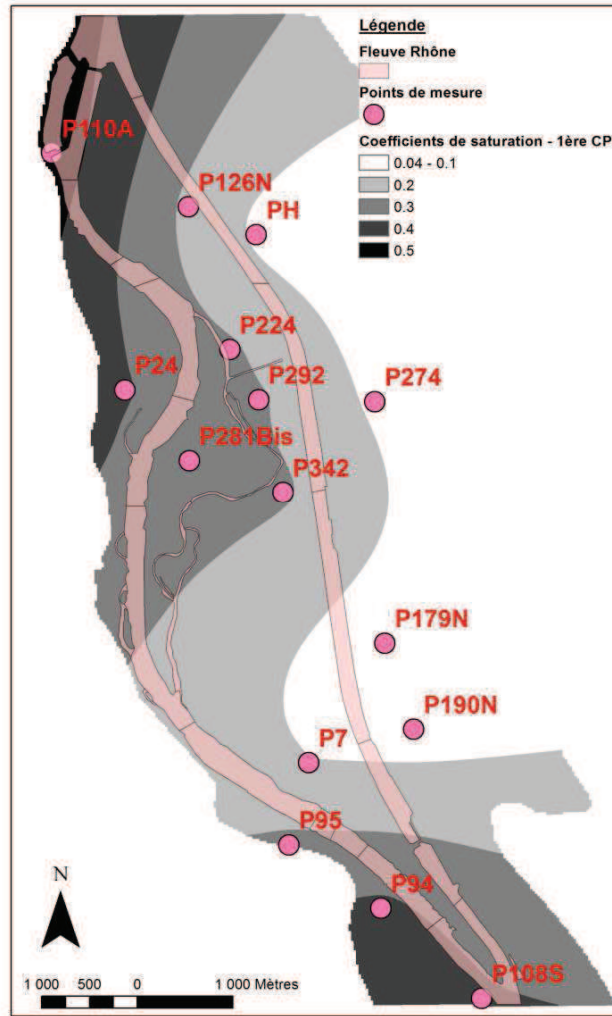 Légende
Fleuve Rhône
Points de mesure
Coefficients de saturation - 1ère CP
0.04 - 0.1
0.2
0.3
0.4
0.5
P110A
P126N
PH
P224
P24
P292
P274
P281Bis
P342
P179N
P190N
P7
P95
P94
P108S
N
1 000 500 0 1 000 Mètres